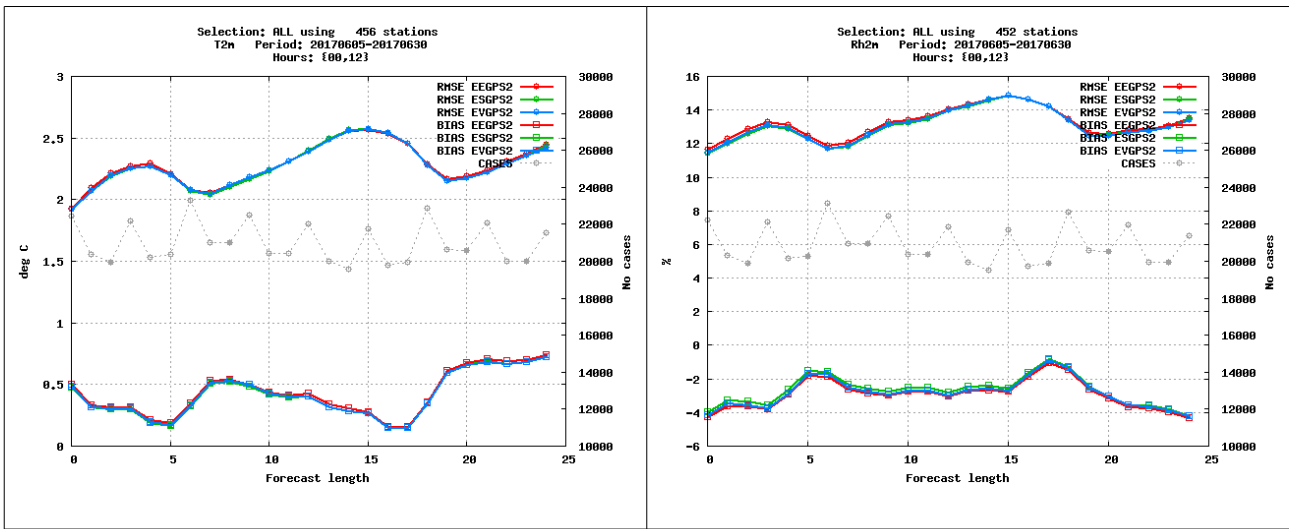 Selection: ALL using 456 stations
T2m Period: 20170605-20170630
Hours: {00,12}
3
2.5
2
1.5
1
0.5
0
deg C
30000
28000
26000
24000
22000
20000
18000
16000
14000
12000
10000
No cases
RMSE EEGPS2
RMSE ESGPS2
RMSE EVGPS2
BIAS EEGPS2
BIAS ESGPS2
BIAS EVGPS2
CASES
0 5 10 15 20 25
Forecast length
Selection: ALL using 452 stations
Rh2m Period: 20170605-20170630
Hours: {00,12}
16
14
12
10
8
6
4
2
0
-2
-4
-6
%
30000
28000
26000
24000
22000
20000
18000
16000
14000
12000
10000
No cases
RMSE EEGPS2
RMSE ESGPS2
RMSE EVGPS2
BIAS EEGPS2
BIAS ESGPS2
BIAS EVGPS2
CASES
0 5 10 15 20 25
Forecast length